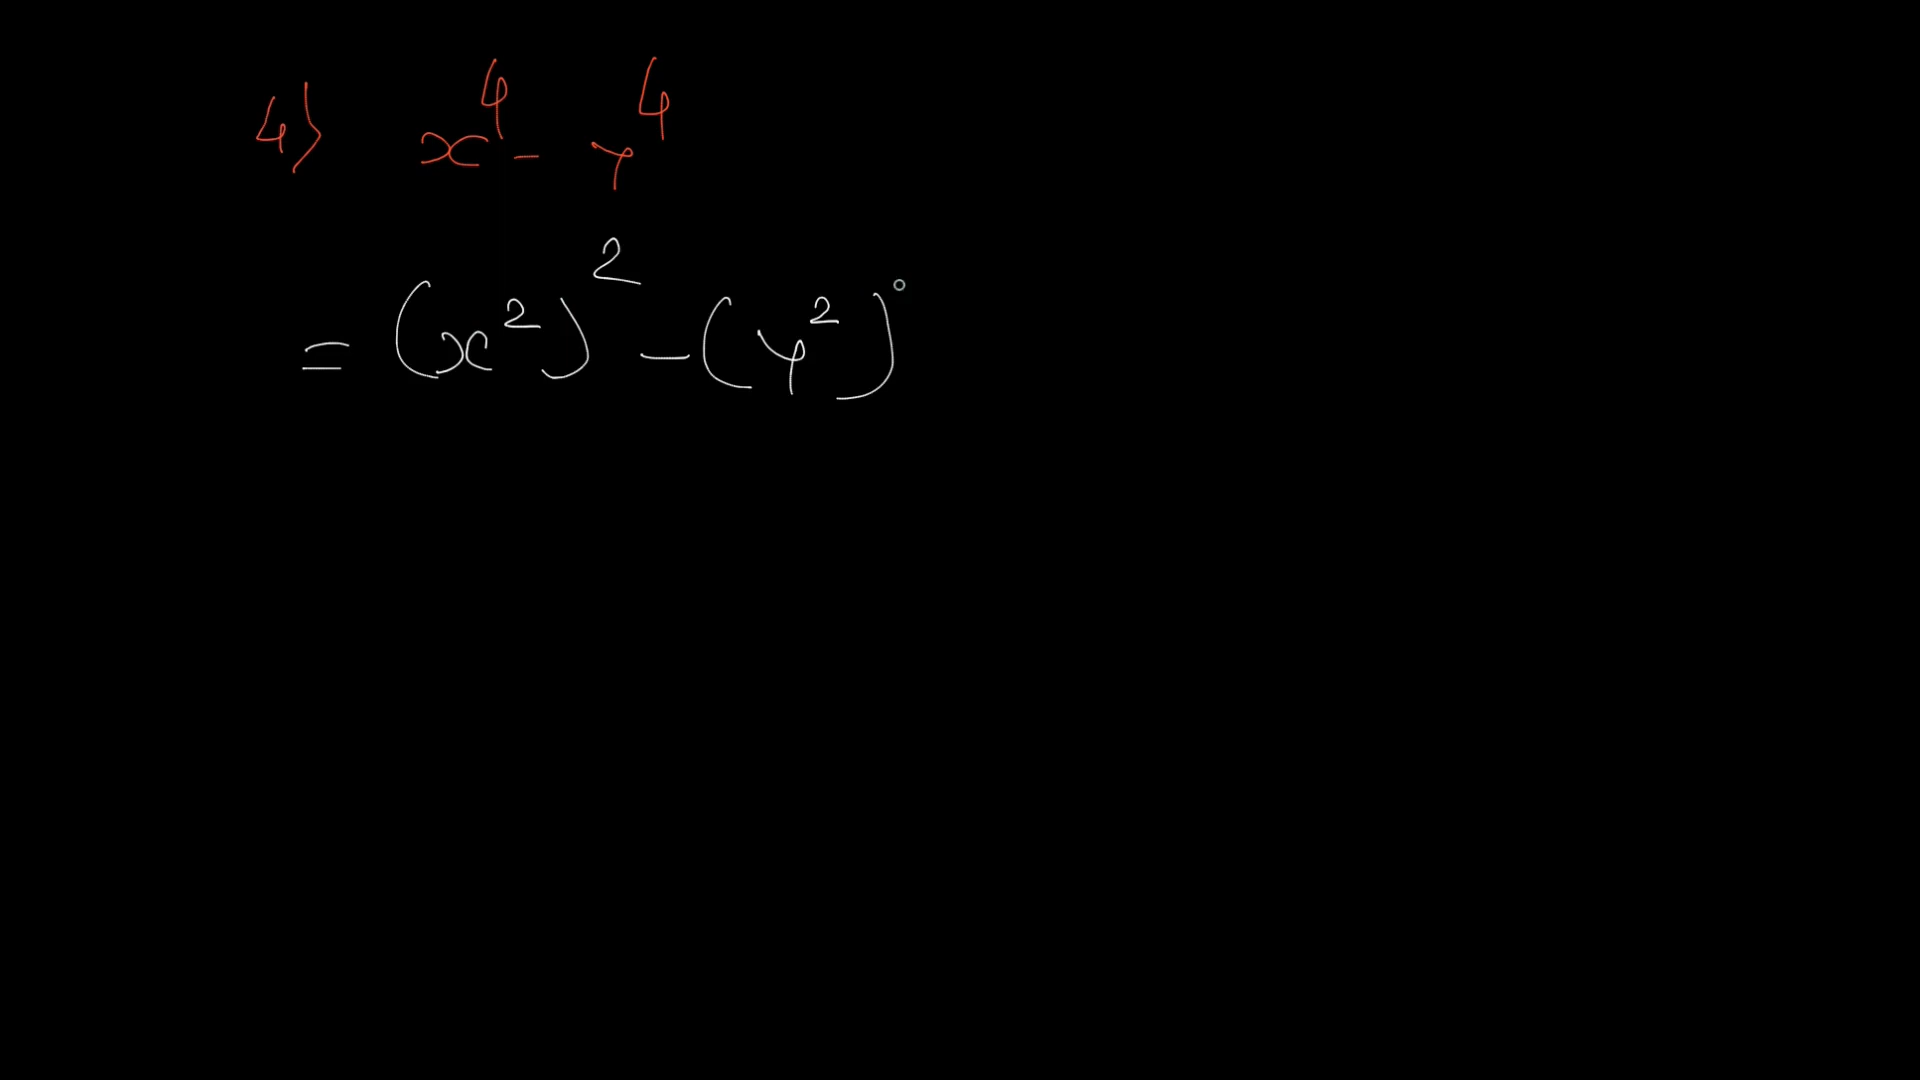 4) x⁴ - y⁴
= (x²)² - (y²)